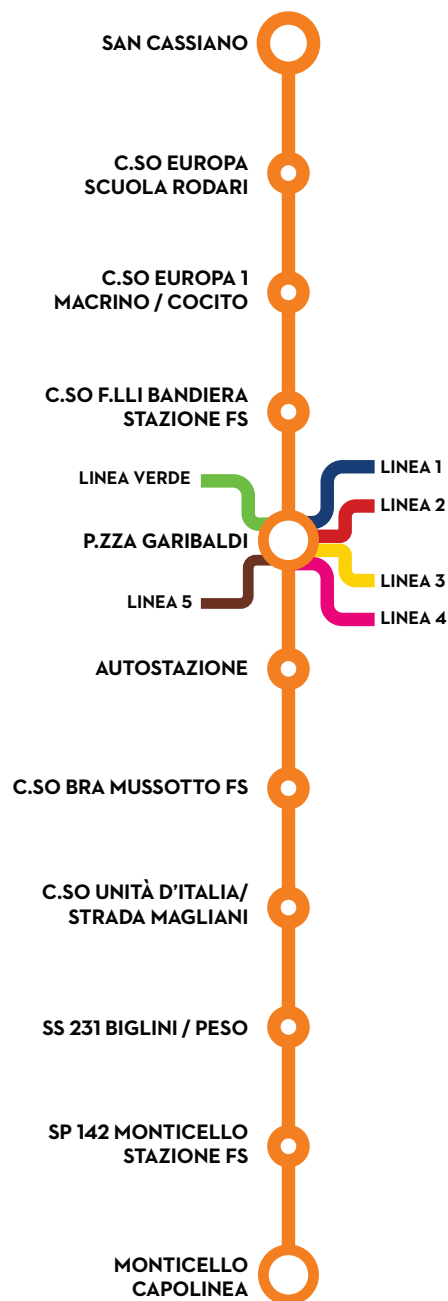 SAN CASSIANO
C.SO EUROPA
SCUOLA RODARI
C.SO EUROPA 1
MACRINO / COCITO
C.SO F.LLI BANDIERA
STAZIONE FS
LINEA VERDE
LINEA 1
LINEA 2
P.ZZA GARIBALDI
LINEA 3
LINEA 5
LINEA 4
AUTOSTAZIONE
C.SO BRA MUSSOTTO FS
C.SO UNITÀ D'ITALIA/
STRADA MAGLIANI
SS 231 BIGLINI / PESO
SP 142 MONTICELLO
STAZIONE FS
MONTICELLO
CAPOLINEA